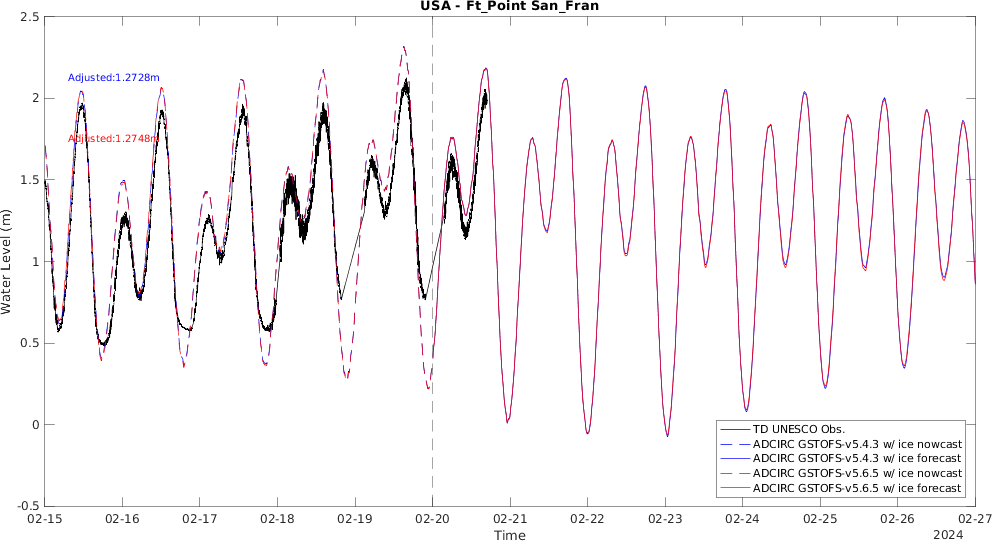 USA - Ft_Point San_Fran
2.5
2
1.5
1
0.5
0
-0.5
Water Level (m)
Adjusted:1.2728m
Adjusted:1.2748m
TD UNESCO Obs.
ADCIRC GSTOFS-v5.4.3 w/ ice nowcast
ADCIRC GSTOFS-v5.4.3 w/ ice forecast
ADCIRC GSTOFS-v5.6.5 w/ ice nowcast
ADCIRC GSTOFS-v5.6.5 w/ ice forecast
02-15 02-16 02-17 02-18 02-19 02-20 02-21 02-22 02-23 02-24 02-25 02-26 02-27
Time
2024